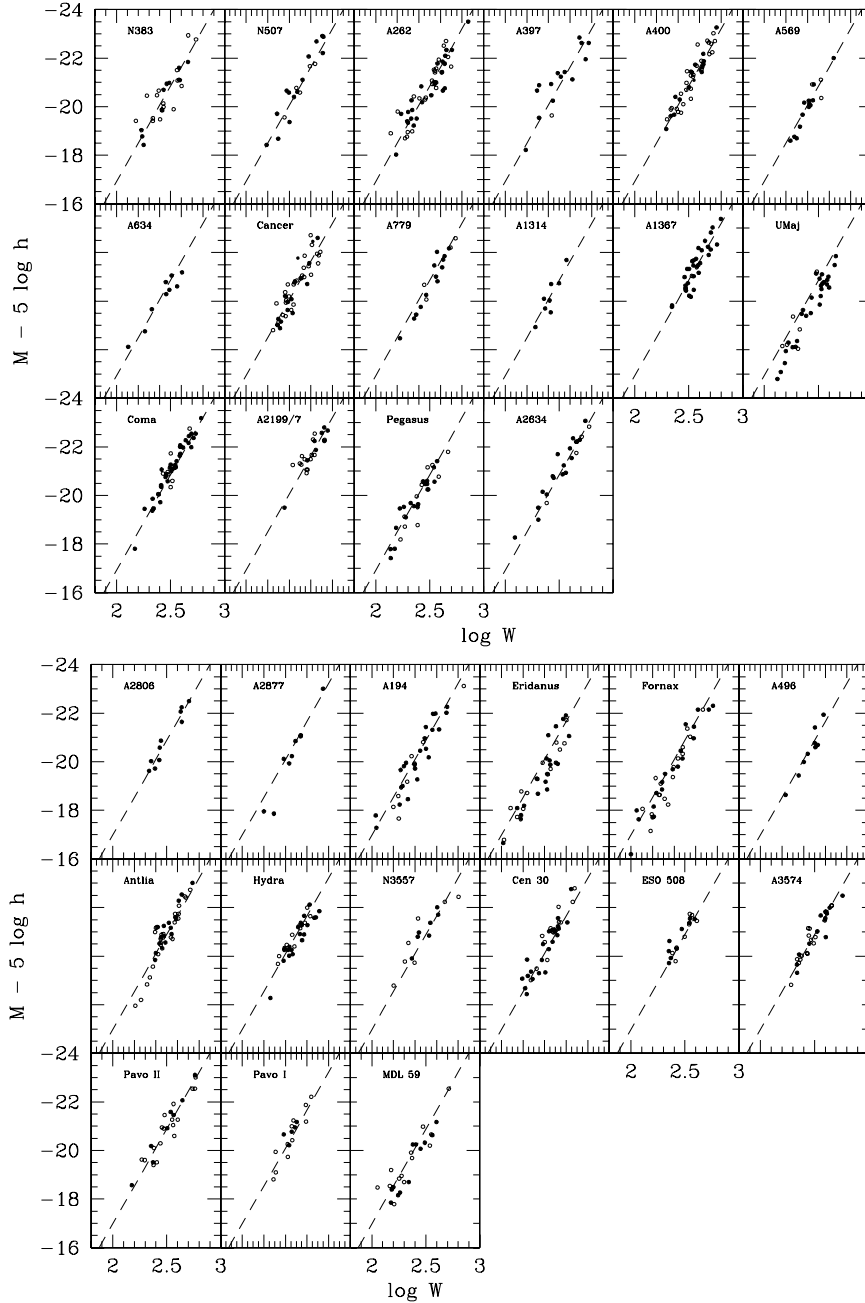 -24
N383 N507 A262 A397 A400 A569
-22
-20
-18
-16
A634 Cancer A779 A1314 A1367 UMaj
M - 5 log h
-24
Coma A2199/7 Pegasus A2634
2 2.5 3
-22
-20
-18
-16
2 2.5 3 2 2.5 3
log W
-24
A2806 A2877 A194 Eridanus Fornax A496
-22
-20
-18
-16
Antlia Hydra N3557 Cen 30 ESO 508 A3574
M - 5 log h
-24
Pavo II Pavo I MDL 59
2 2.5 3
-22
-20
-18
-16
2 2.5 3 2 2.5 3
log W